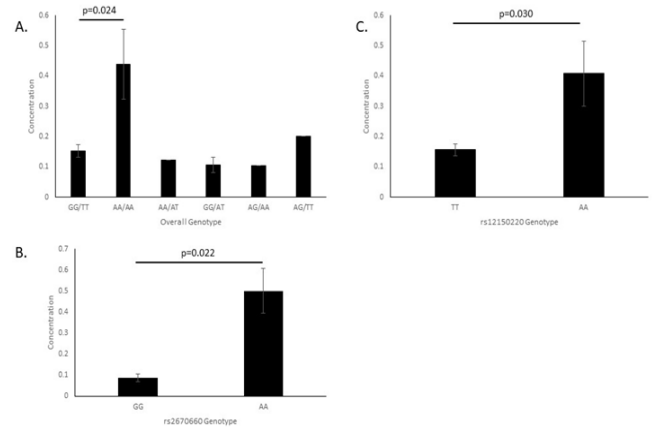 A.
p=0.024
Concentration
0.6
0.5
0.4
0.3
0.2
0.1
0
GG/TT AA/AA AA/AT GG/AT AG/AA AG/TT
Overall Genotype
C.
p=0.030
Concentration
0.6
0.5
0.4
0.3
0.2
0.1
0
TT AA
rs12150220 Genotype
B.
p=0.022
Concentration
0.7
0.6
0.5
0.4
0.3
0.2
0.1
0
GG AA
rs2670660 Genotype